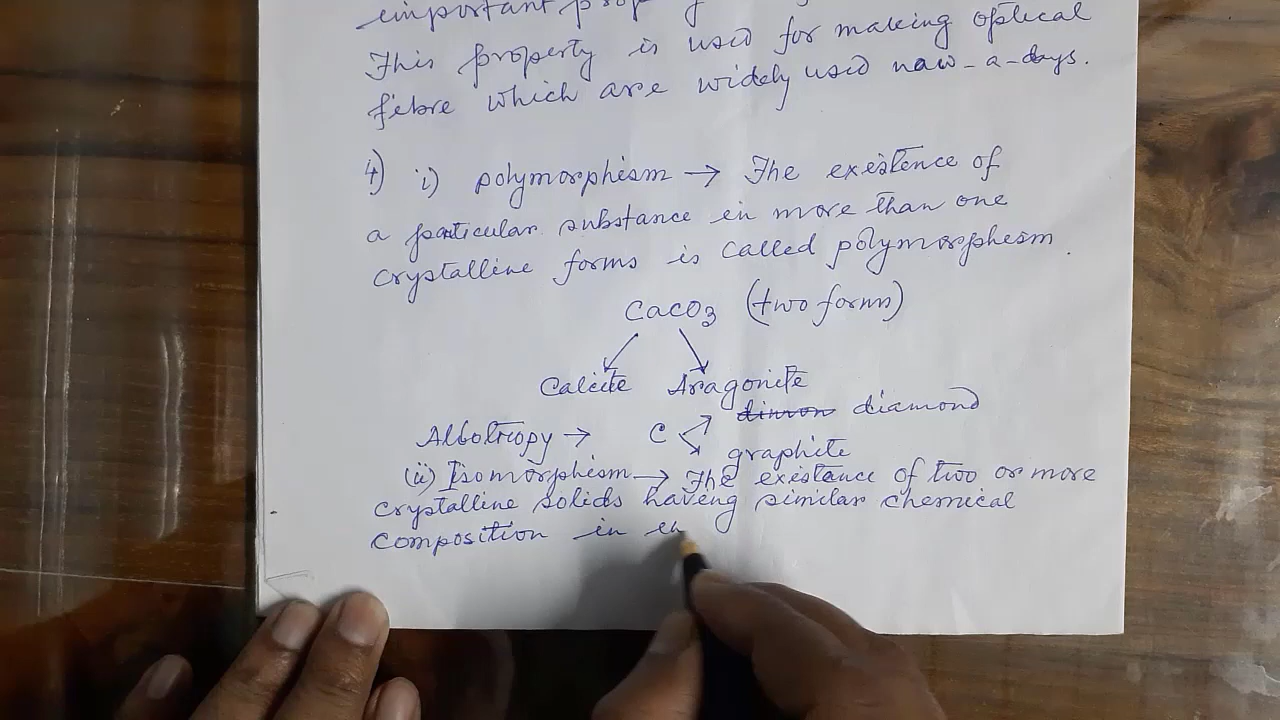 important prop
This property is used for making optical
fibre which are widely used now-a-days.
4) i) polymorphism → The existence of
a particular substance in more than one
crystalline forms is called polymorphism.
CaCO3 (two forms)
Calcite Aragonite
diamond
Allotropy → C
graphite
(ii) Isomorphism → The existance of two or more
crystalline solids having similar chemical
composition in